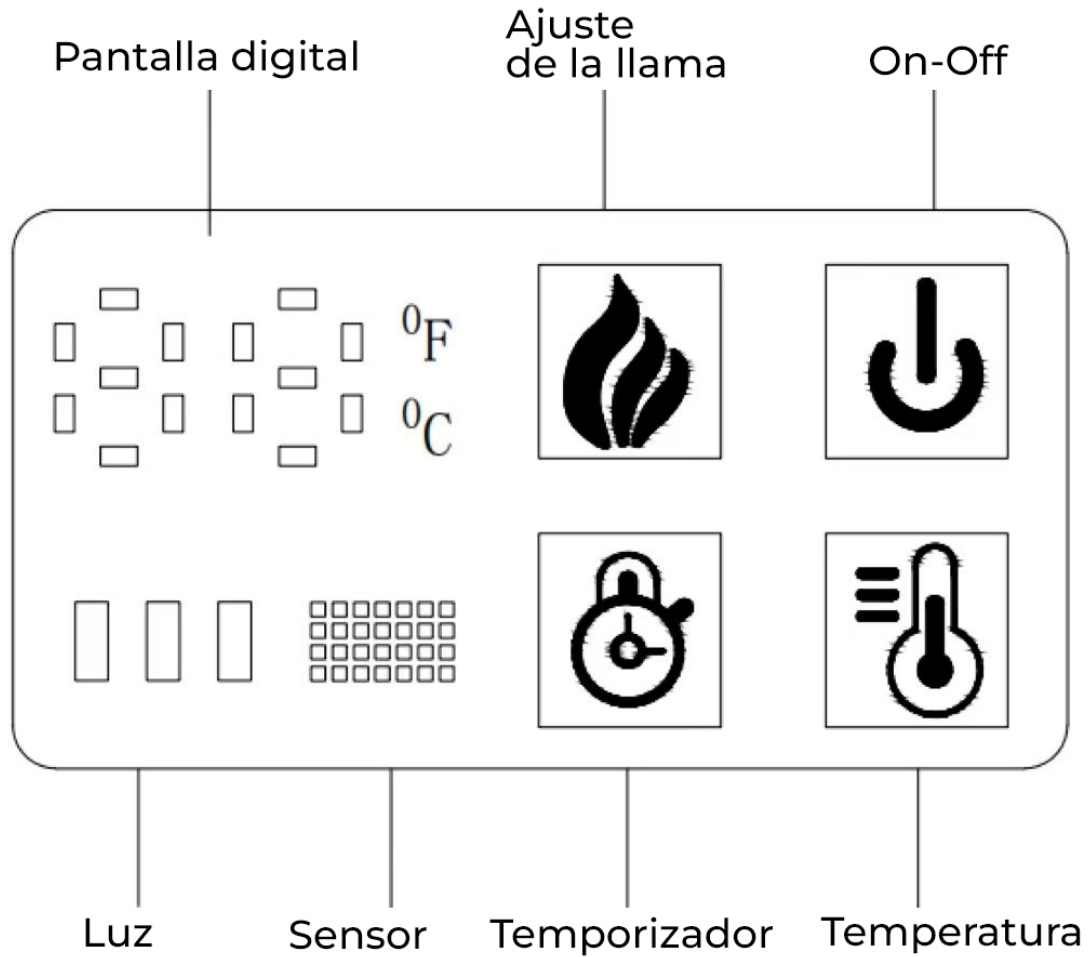 Pantalla digital
Ajuste
de la llama
On-Off
⁰F
⁰C
Luz
Sensor
Temporizador
Temperatura